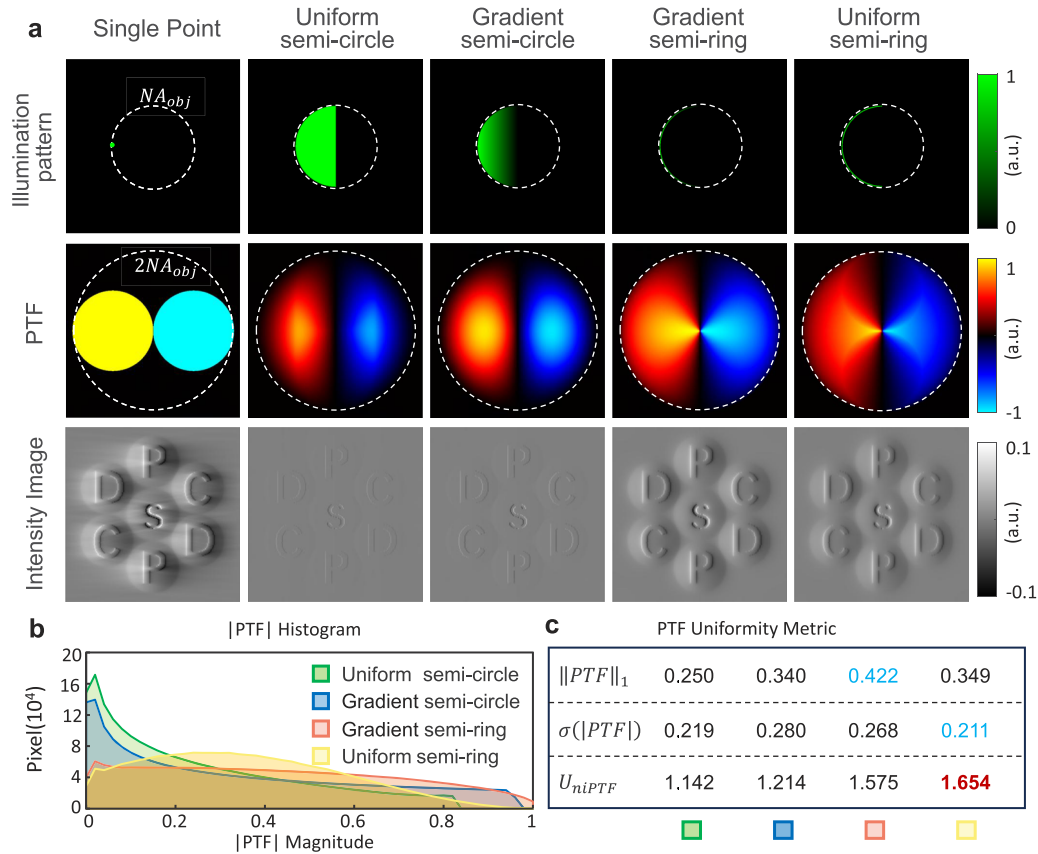 a
Single Point
Uniform
semi-circle
Gradient
semi-circle
Gradient
semi-ring
Uniform
semi-ring
Illumination
pattern
NA_obj
1
(a.u.)
0
PTF
2NA_obj
1
(a.u.)
-1
Intensity Image
P
D C
S
C D
P
P
D C
S
C D
P
P
D C
S
C D
P
P
D C
S
C D
P
P
D C
S
C D
P
0.1
(a.u.)
-0.1
b
|PTF| Histogram
Pixel(10⁴)
20
16
12
8
4
0
0 0.2 0.4 0.6 0.8 1
|PTF| Magnitude
Uniform semi-circle
Gradient semi-circle
Gradient semi-ring
Uniform semi-ring
c
PTF Uniformity Metric
‖PTF‖₁ 0.250 0.340 0.422 0.349
σ(|PTF|) 0.219 0.280 0.268 0.211
U_niPTF 1.142 1.214 1.575 1.654